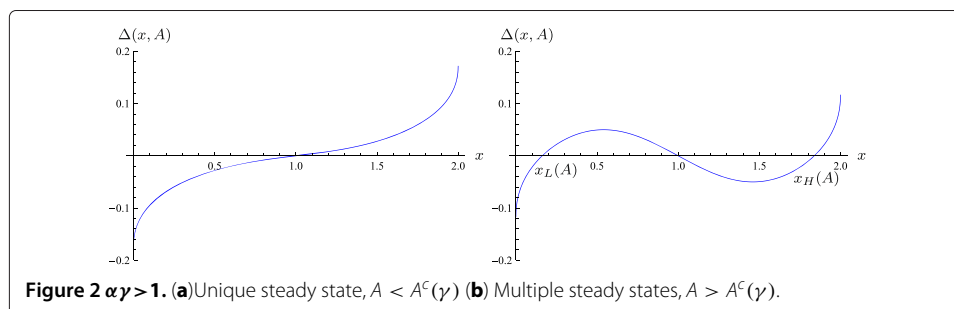 Δ(x, A)
0.2
0.1
−0.1
−0.2
0.5
1.0
1.5
2.0
x
Δ(x, A)
0.2
0.1
−0.1
−0.2
0.5
1.0
1.5
2.0
x
x_L(A)
x_H(A)
Figure 2 αγ>1. (a)Unique steady state, A < A^c(γ) (b) Multiple steady states, A > A^c(γ).